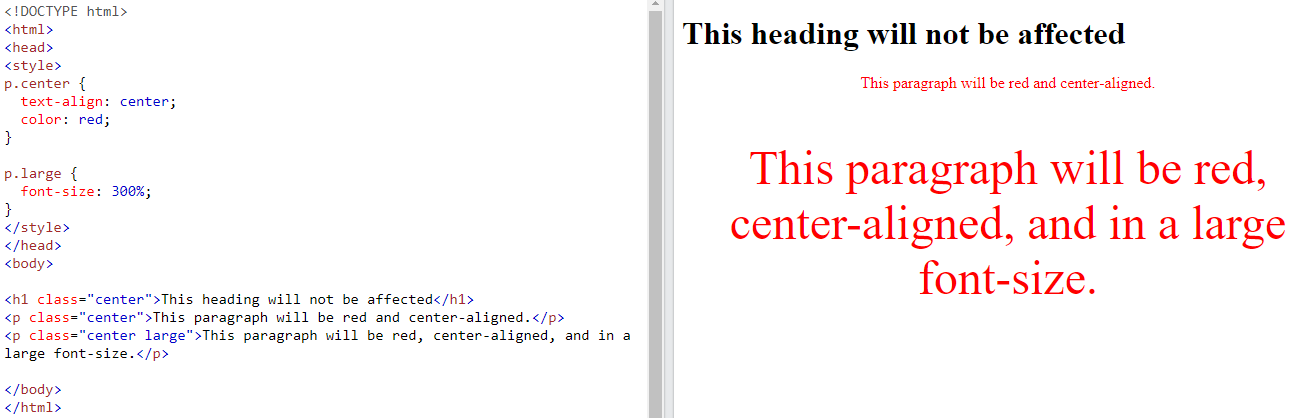 <!DOCTYPE html>
<html>
<head>
<style>
p.center {
  text-align: center;
  color: red;
}

p.large {
  font-size: 300%;
}
</style>
</head>
<body>

<h1 class="center">This heading will not be affected</h1>
<p class="center">This paragraph will be red and center-aligned.</p>
<p class="center large">This paragraph will be red, center-aligned, and in a
large font-size.</p>

</body>
</html>
This heading will not be affected
This paragraph will be red and center-aligned.
This paragraph will be red,
center-aligned, and in a large
font-size.